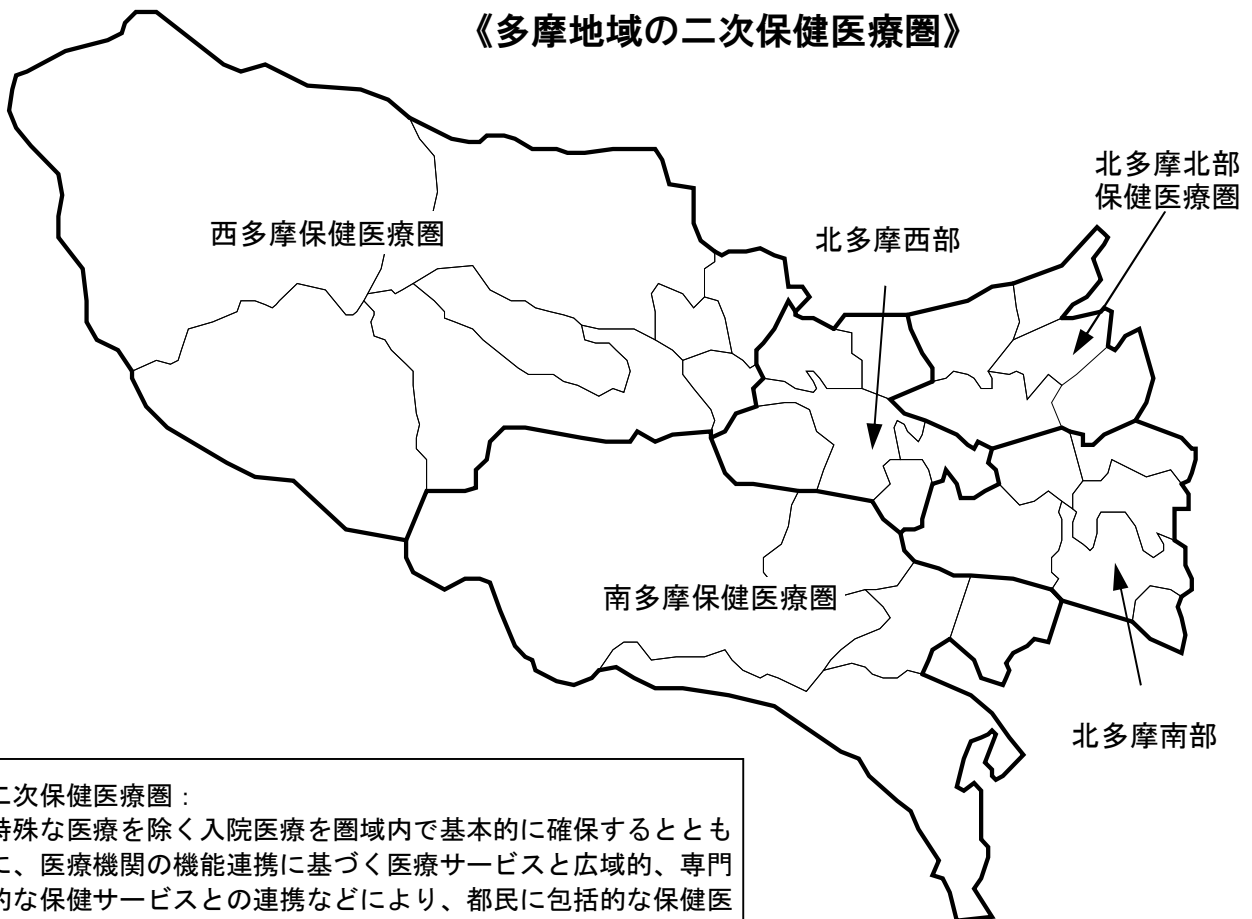 《多摩地域の二次保健医療圏》
北多摩北部
保健医療圏
西多摩保健医療圏
北多摩西部
南多摩保健医療圏
北多摩南部
二次保健医療圏：
特殊な医療を除く入院医療を圏域内で基本的に確保するととも
に、医療機関の機能連携に基づく医療サービスと広域的、専門
的な保健サービスとの連携などにより、都民に包括的な保健医